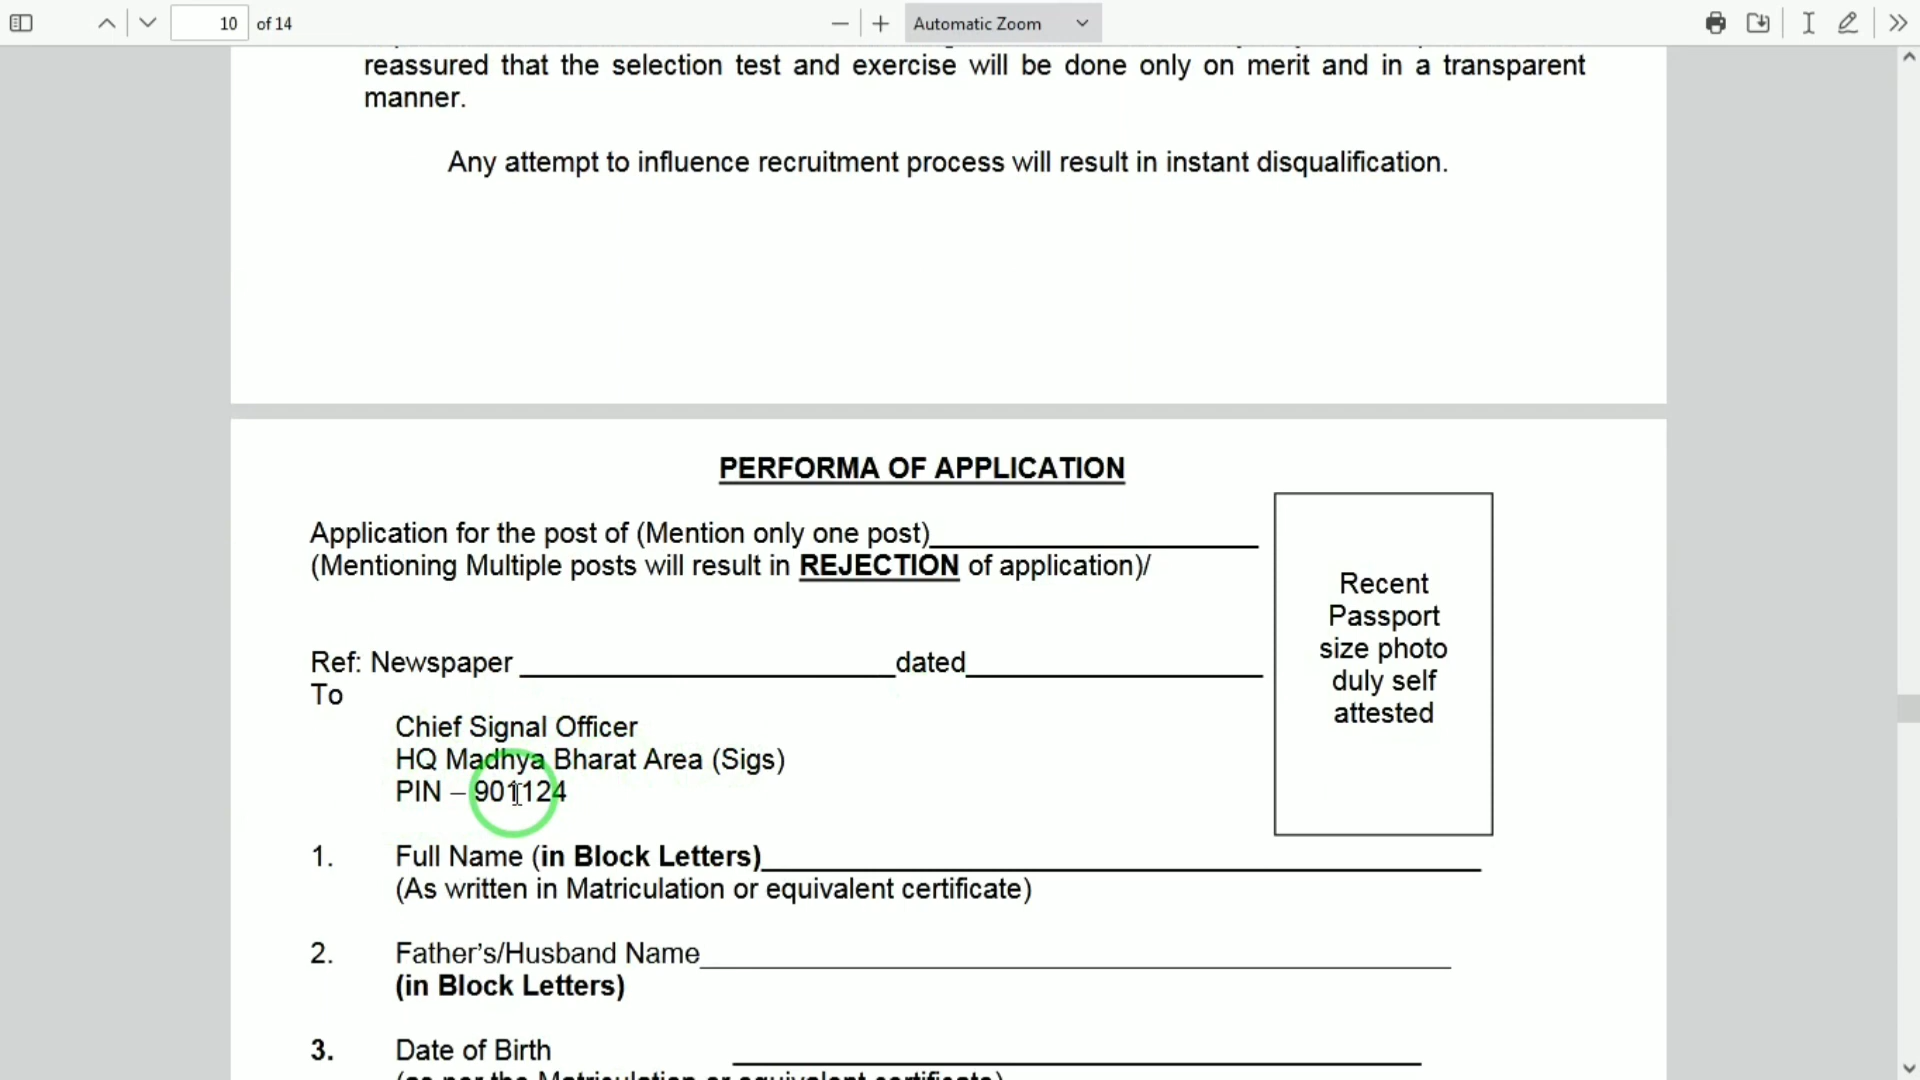 10 of 14
Automatic Zoom
reassured that the selection test and exercise will be done only on merit and in a transparent
manner.
Any attempt to influence recruitment process will result in instant disqualification.
PERFORMA OF APPLICATION
Application for the post of (Mention only one post)
(Mentioning Multiple posts will result in REJECTION of application)/
Recent
Passport
size photo
duly self
attested
Ref: Newspaper dated
To
Chief Signal Officer
HQ Madhya Bharat Area (Sigs)
PIN – 901124
1. Full Name (in Block Letters)
(As written in Matriculation or equivalent certificate)
2. Father's/Husband Name
(in Block Letters)
3. Date of Birth
(as per the Matriculation or equivalent certificate)